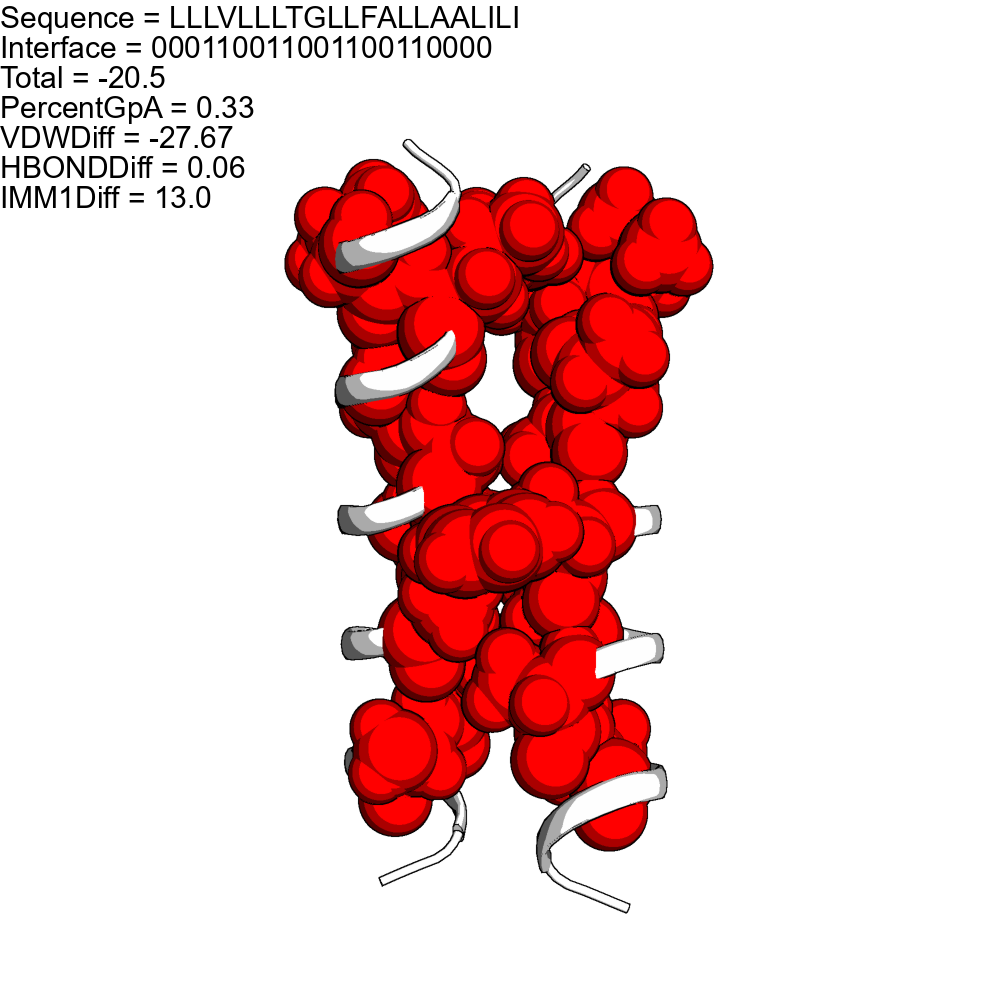 Sequence = LLLVLLLTGLLFALLAALILI
Interface = 000110011001100110000
Total = -20.5
PercentGpA = 0.33
VDWDiff = -27.67
HBONDDiff = 0.06
IMM1Diff = 13.0